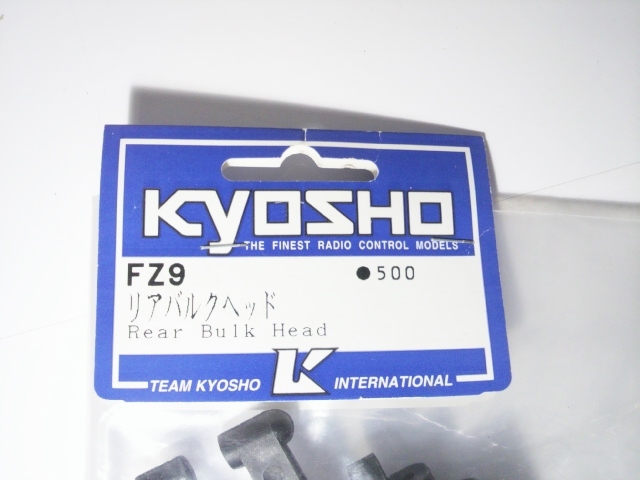 KYOSHO
THE FINEST RADIO CONTROL MODELS
FZ9 ●500
リアバルクヘッド
Rear Bulk Head
TEAM KYOSHO K INTERNATIONAL